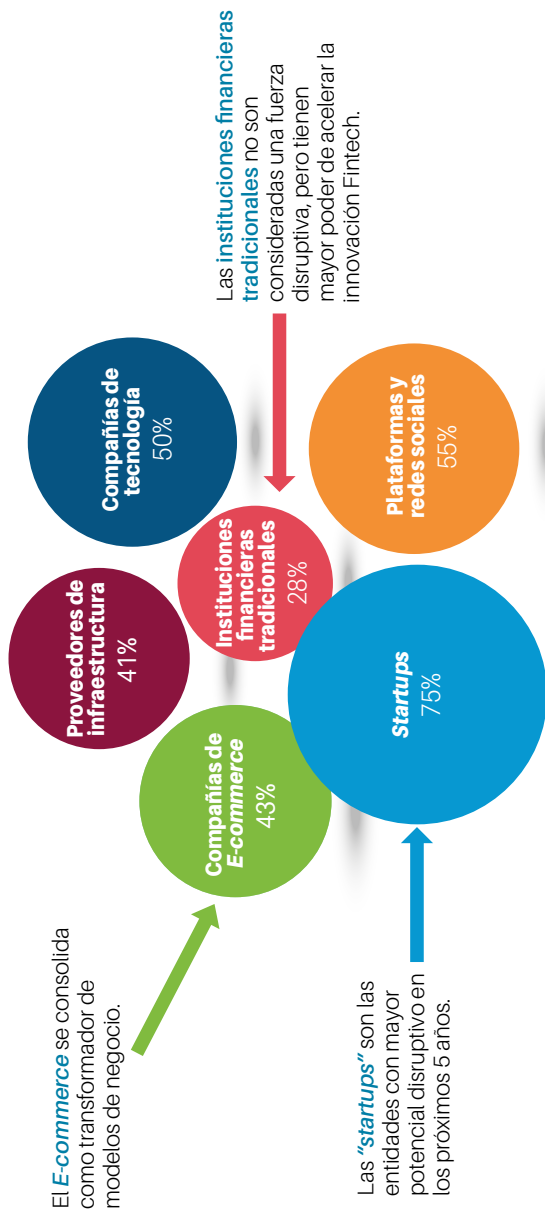 El E-commerce se consolida
como transformador de
modelos de negocio.
Las "startups" son las
entidades con mayor
potencial disruptivo en
los próximos 5 años.
Proveedores de
infraestructura
41%
Compañías de
E-commerce
43%
Startups
75%
Instituciones
financieras
tradicionales
28%
Compañías de
tecnología
50%
Plataformas y
redes sociales
55%
Las instituciones financieras
tradicionales no son
consideradas una fuerza
disruptiva, pero tienen
mayor poder de acelerar la
innovación Fintech.